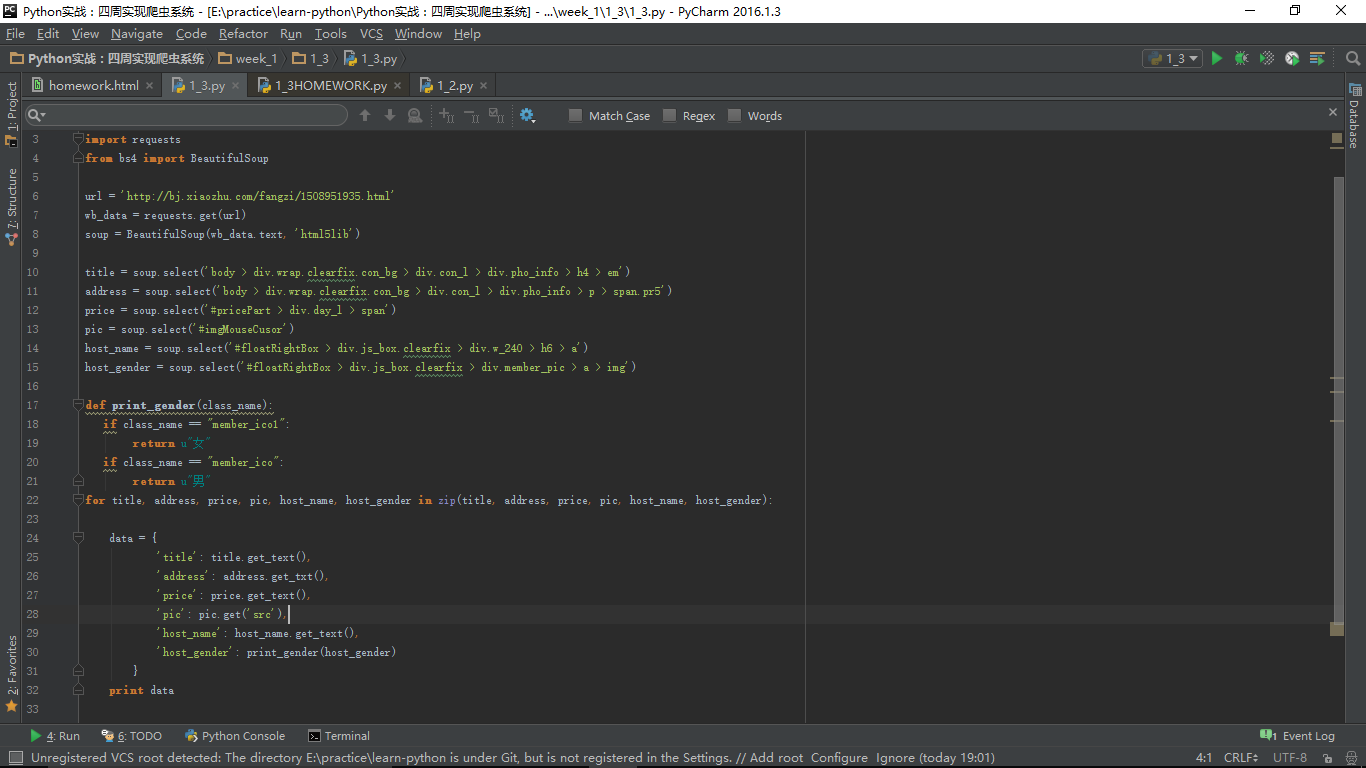 Python实战：四周实现爬虫系统 - [E:\practice\learn-python\Python实战：四周实现爬虫系统] - ...\week_1\1_3\1_3.py - PyCharm 2016.1.3
File Edit View Navigate Code Refactor Run Tools VCS Window Help
Python实战：四周实现爬虫系统 week_1 1_3 1_3.py 1_3
homework.html 1_3.py 1_3HOMEWORK.py 1_2.py
Match Case Regex Words
1: Project
7: Structure
2: Favorites
Database
3 import requests
4 from bs4 import BeautifulSoup
5
6 url = 'http://bj.xiaozhu.com/fangzi/1508951935.html'
7 wb_data = requests.get(url)
8 soup = BeautifulSoup(wb_data.text, 'html5lib')
9
10 title = soup.select('body > div.wrap.clearfix.con_bg > div.con_l > div.pho_info > h4 > em')
11 address = soup.select('body > div.wrap.clearfix.con_bg > div.con_l > div.pho_info > p > span.pr5')
12 price = soup.select('#pricePart > div.day_l > span')
13 pic = soup.select('#imgMouseCusor')
14 host_name = soup.select('#floatRightBox > div.js_box.clearfix > div.w_240 > h6 > a')
15 host_gender = soup.select('#floatRightBox > div.js_box.clearfix > div.member_pic > a > img')
16
17 def print_gender(class_name):
18 if class_name == "member_ico1":
19 return u"女"
20 if class_name == "member_ico":
21 return u"男"
22 for title, address, price, pic, host_name, host_gender in zip(title, address, price, pic, host_name, host_gender):
23
24 data = {
25 'title': title.get_text(),
26 'address': address.get_txt(),
27 'price': price.get_text(),
28 'pic': pic.get('src'),
29 'host_name': host_name.get_text(),
30 'host_gender': print_gender(host_gender)
31 }
32 print data
33
4: Run 6: TODO Python Console Terminal Event Log
Unregistered VCS root detected: The directory E:\practice\learn-python is under Git, but is not registered in the Settings. // Add root Configure Ignore (today 19:01) 4:1 CRLF UTF-8